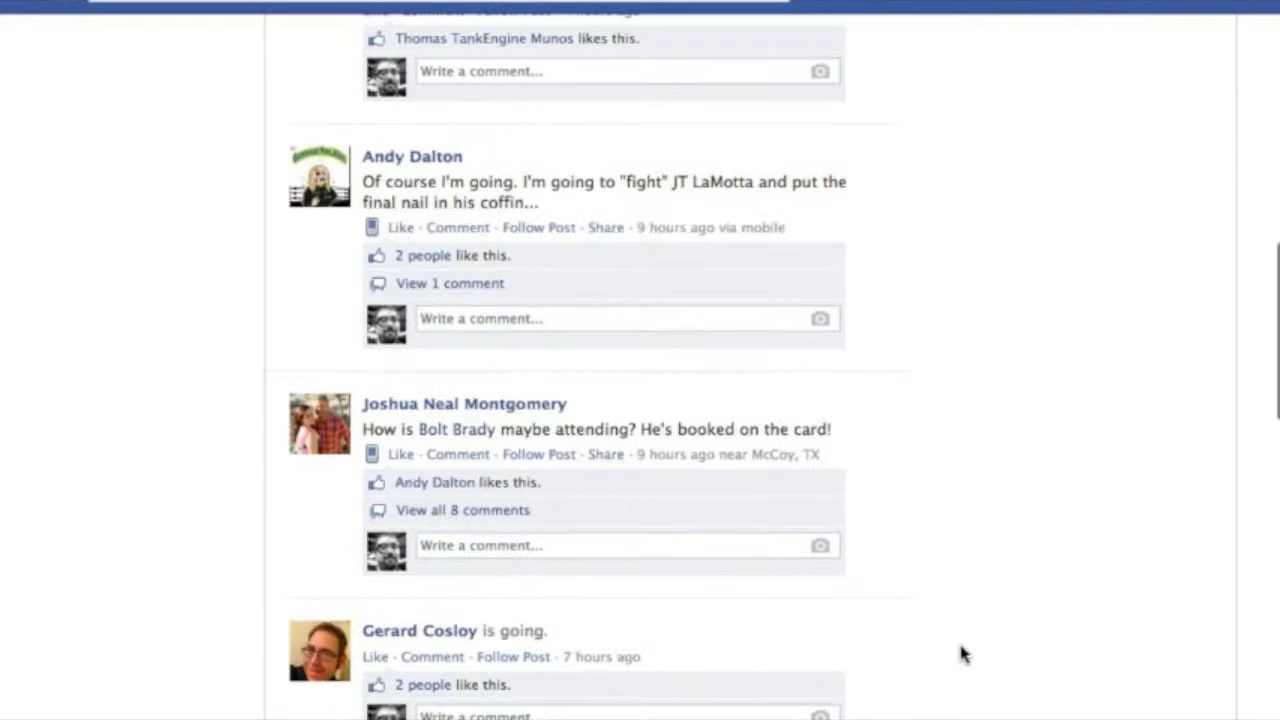 Thomas TankEngine Munos likes this.
Write a comment...
Andy Dalton
Of course I'm going. I'm going to "fight" JT LaMotta and put the
final nail in his coffin...
Like · Comment · Follow Post · Share · 9 hours ago via mobile
2 people like this.
View 1 comment
Write a comment...
Joshua Neal Montgomery
How is Bolt Brady maybe attending? He's booked on the card!
Like · Comment · Follow Post · Share · 9 hours ago near McCoy, TX
Andy Dalton likes this.
View all 8 comments
Write a comment...
Gerard Cosloy is going.
Like · Comment · Follow Post · 7 hours ago
2 people like this.
Write a comment...